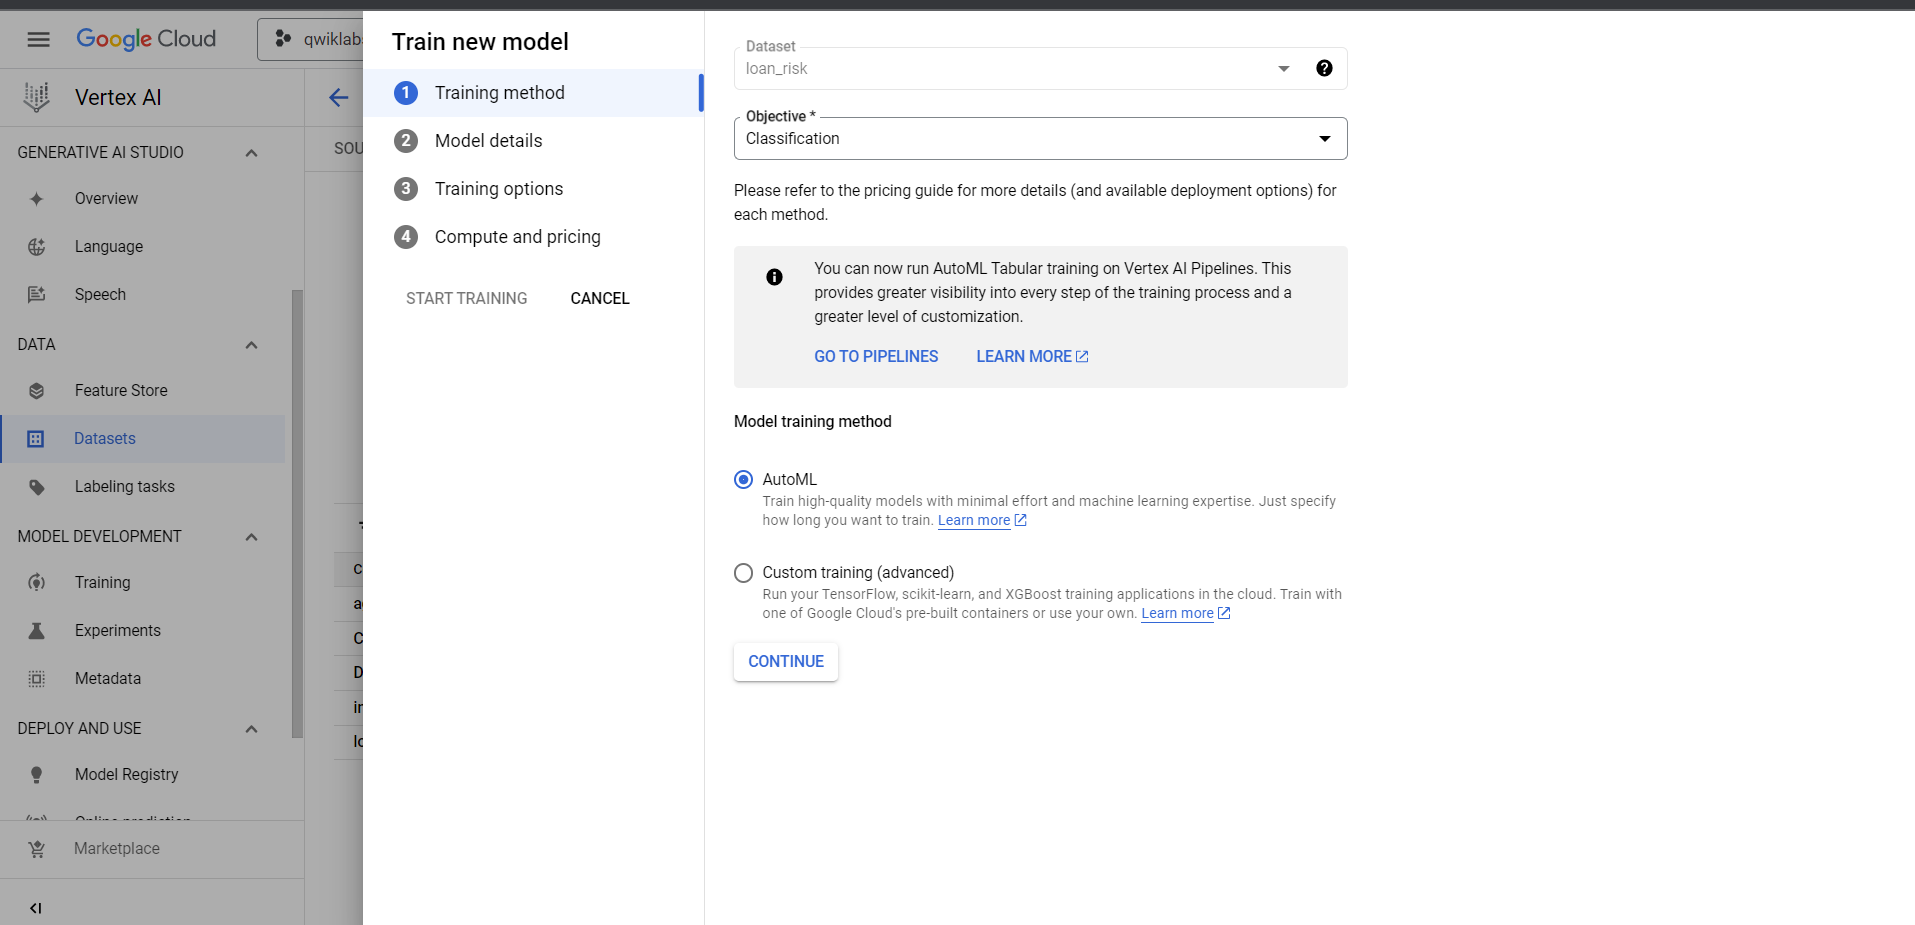 Google Cloud
qwiklab
Vertex AI
SOU
GENERATIVE AI STUDIO
Overview
Language
Speech
DATA
Feature Store
Datasets
Labeling tasks
MODEL DEVELOPMENT
Training
Experiments
Metadata
DEPLOY AND USE
Model Registry
Online prediction
Marketplace
Train new model
1 Training method
2 Model details
3 Training options
4 Compute and pricing
START TRAINING CANCEL
Dataset
loan_risk
Objective *
Classification
Please refer to the pricing guide for more details (and available deployment options) for
each method.
You can now run AutoML Tabular training on Vertex AI Pipelines. This
provides greater visibility into every step of the training process and a
greater level of customization.
GO TO PIPELINES LEARN MORE
Model training method
AutoML
Train high-quality models with minimal effort and machine learning expertise. Just specify
how long you want to train. Learn more
Custom training (advanced)
Run your TensorFlow, scikit-learn, and XGBoost training applications in the cloud. Train with
one of Google Cloud's pre-built containers or use your own. Learn more
CONTINUE